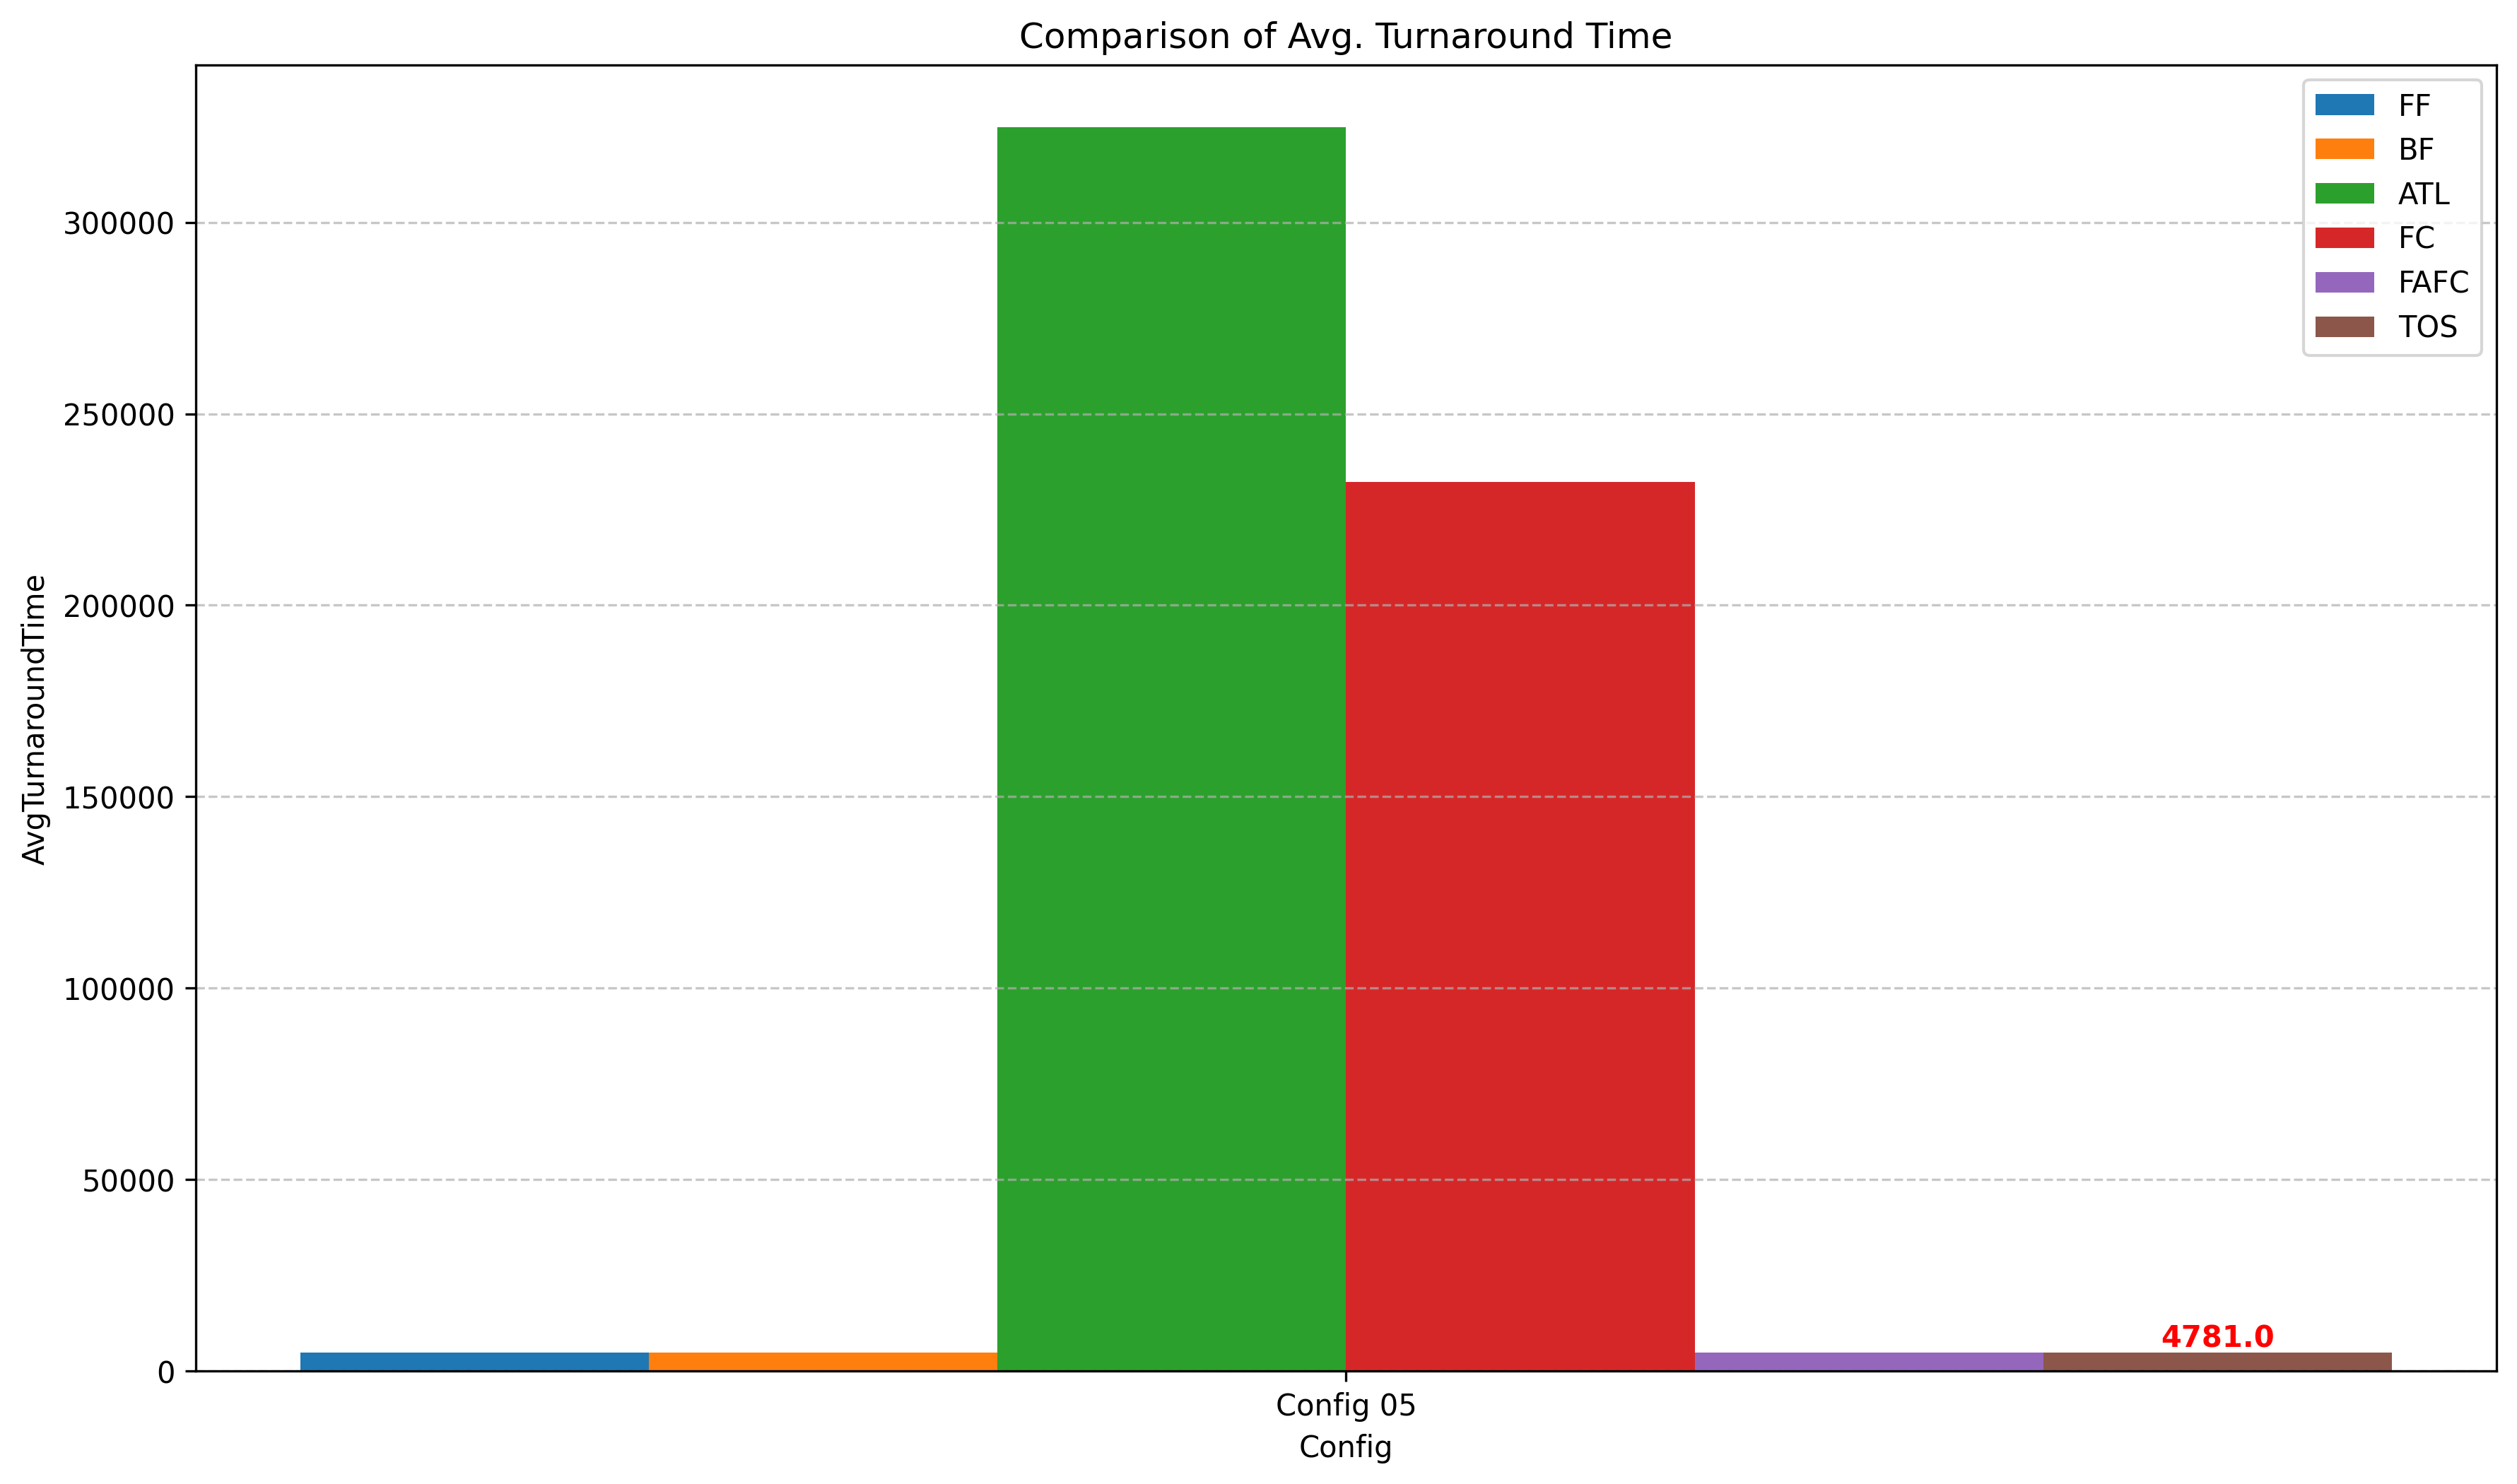 Comparison of Avg. Turnaround Time
FF
BF
ATL
FC
FAFC
TOS
AvgTurnaroundTime
300000
250000
200000
150000
100000
50000
0
4781.0
Config 05
Config